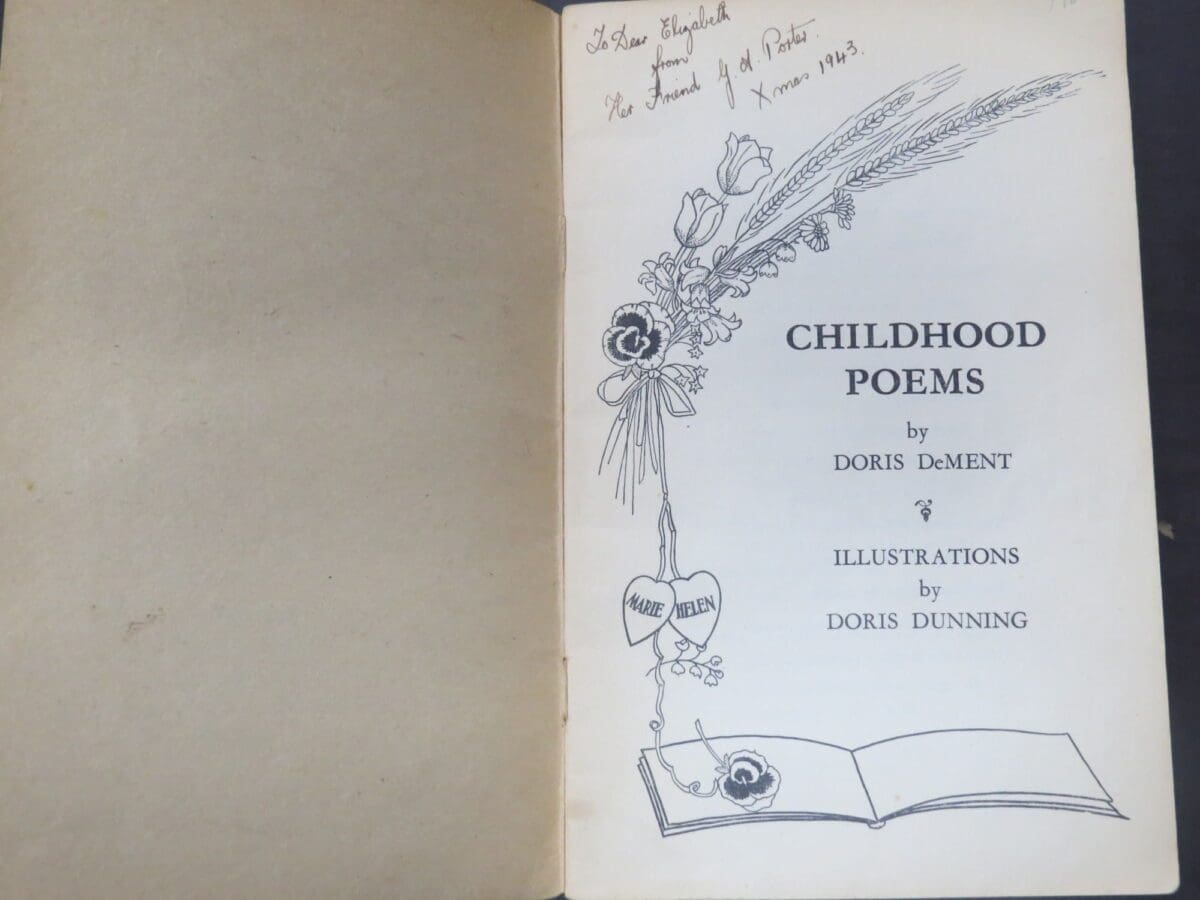 To Dear Elizabeth
from
Her Friend G. A. Porter.
Xmas 1943.
CHILDHOOD
POEMS
by
DORIS DeMENT
ILLUSTRATIONS
by
DORIS DUNNING
MARIE HELEN